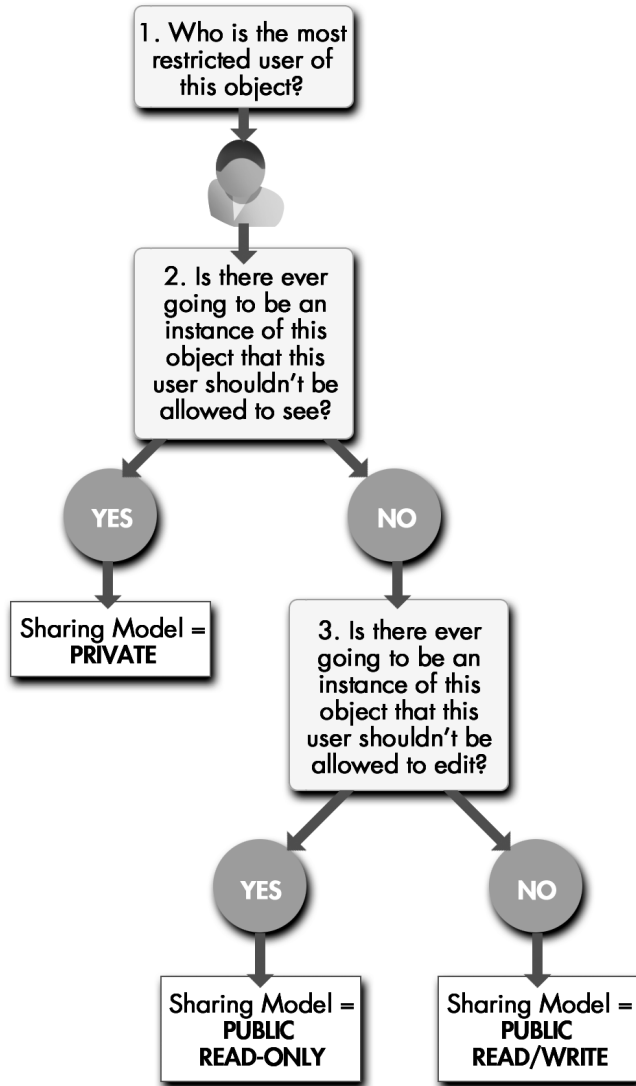 1. Who is the most
restricted user of
this object?
2. Is there ever
going to be an
instance of this
object that this
user shouldn't be
allowed to see?
YES
NO
Sharing Model =
PRIVATE
3. Is there ever
going to be an
instance of this
object that this
user shouldn't be
allowed to edit?
YES
NO
Sharing Model =
PUBLIC
READ-ONLY
Sharing Model =
PUBLIC
READ/WRITE